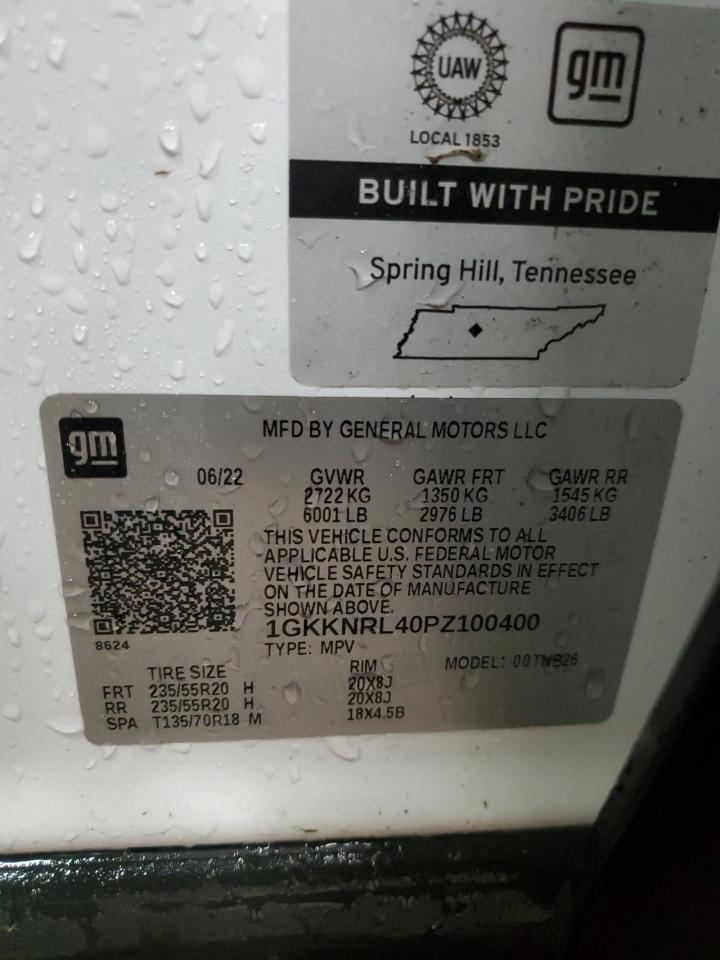 UAW
gm
LOCAL 1853
BUILT WITH PRIDE
Spring Hill, Tennessee
gm
MFD BY GENERAL MOTORS LLC
06/22 GVWR GAWR FRT GAWR RR
2722 KG 1350 KG 1545 KG
6001 LB 2976 LB 3406 LB
THIS VEHICLE CONFORMS TO ALL
APPLICABLE U.S. FEDERAL MOTOR
VEHICLE SAFETY STANDARDS IN EFFECT
ON THE DATE OF MANUFACTURE
SHOWN ABOVE.
1GKKNRL40PZ100400
8624
TYPE: MPV MODEL: 00TNB26
TIRE SIZE RIM
FRT 235/55R20 H 20X8J
RR 235/55R20 H 20X8J
SPA T135/70R18 M 18X4.5B